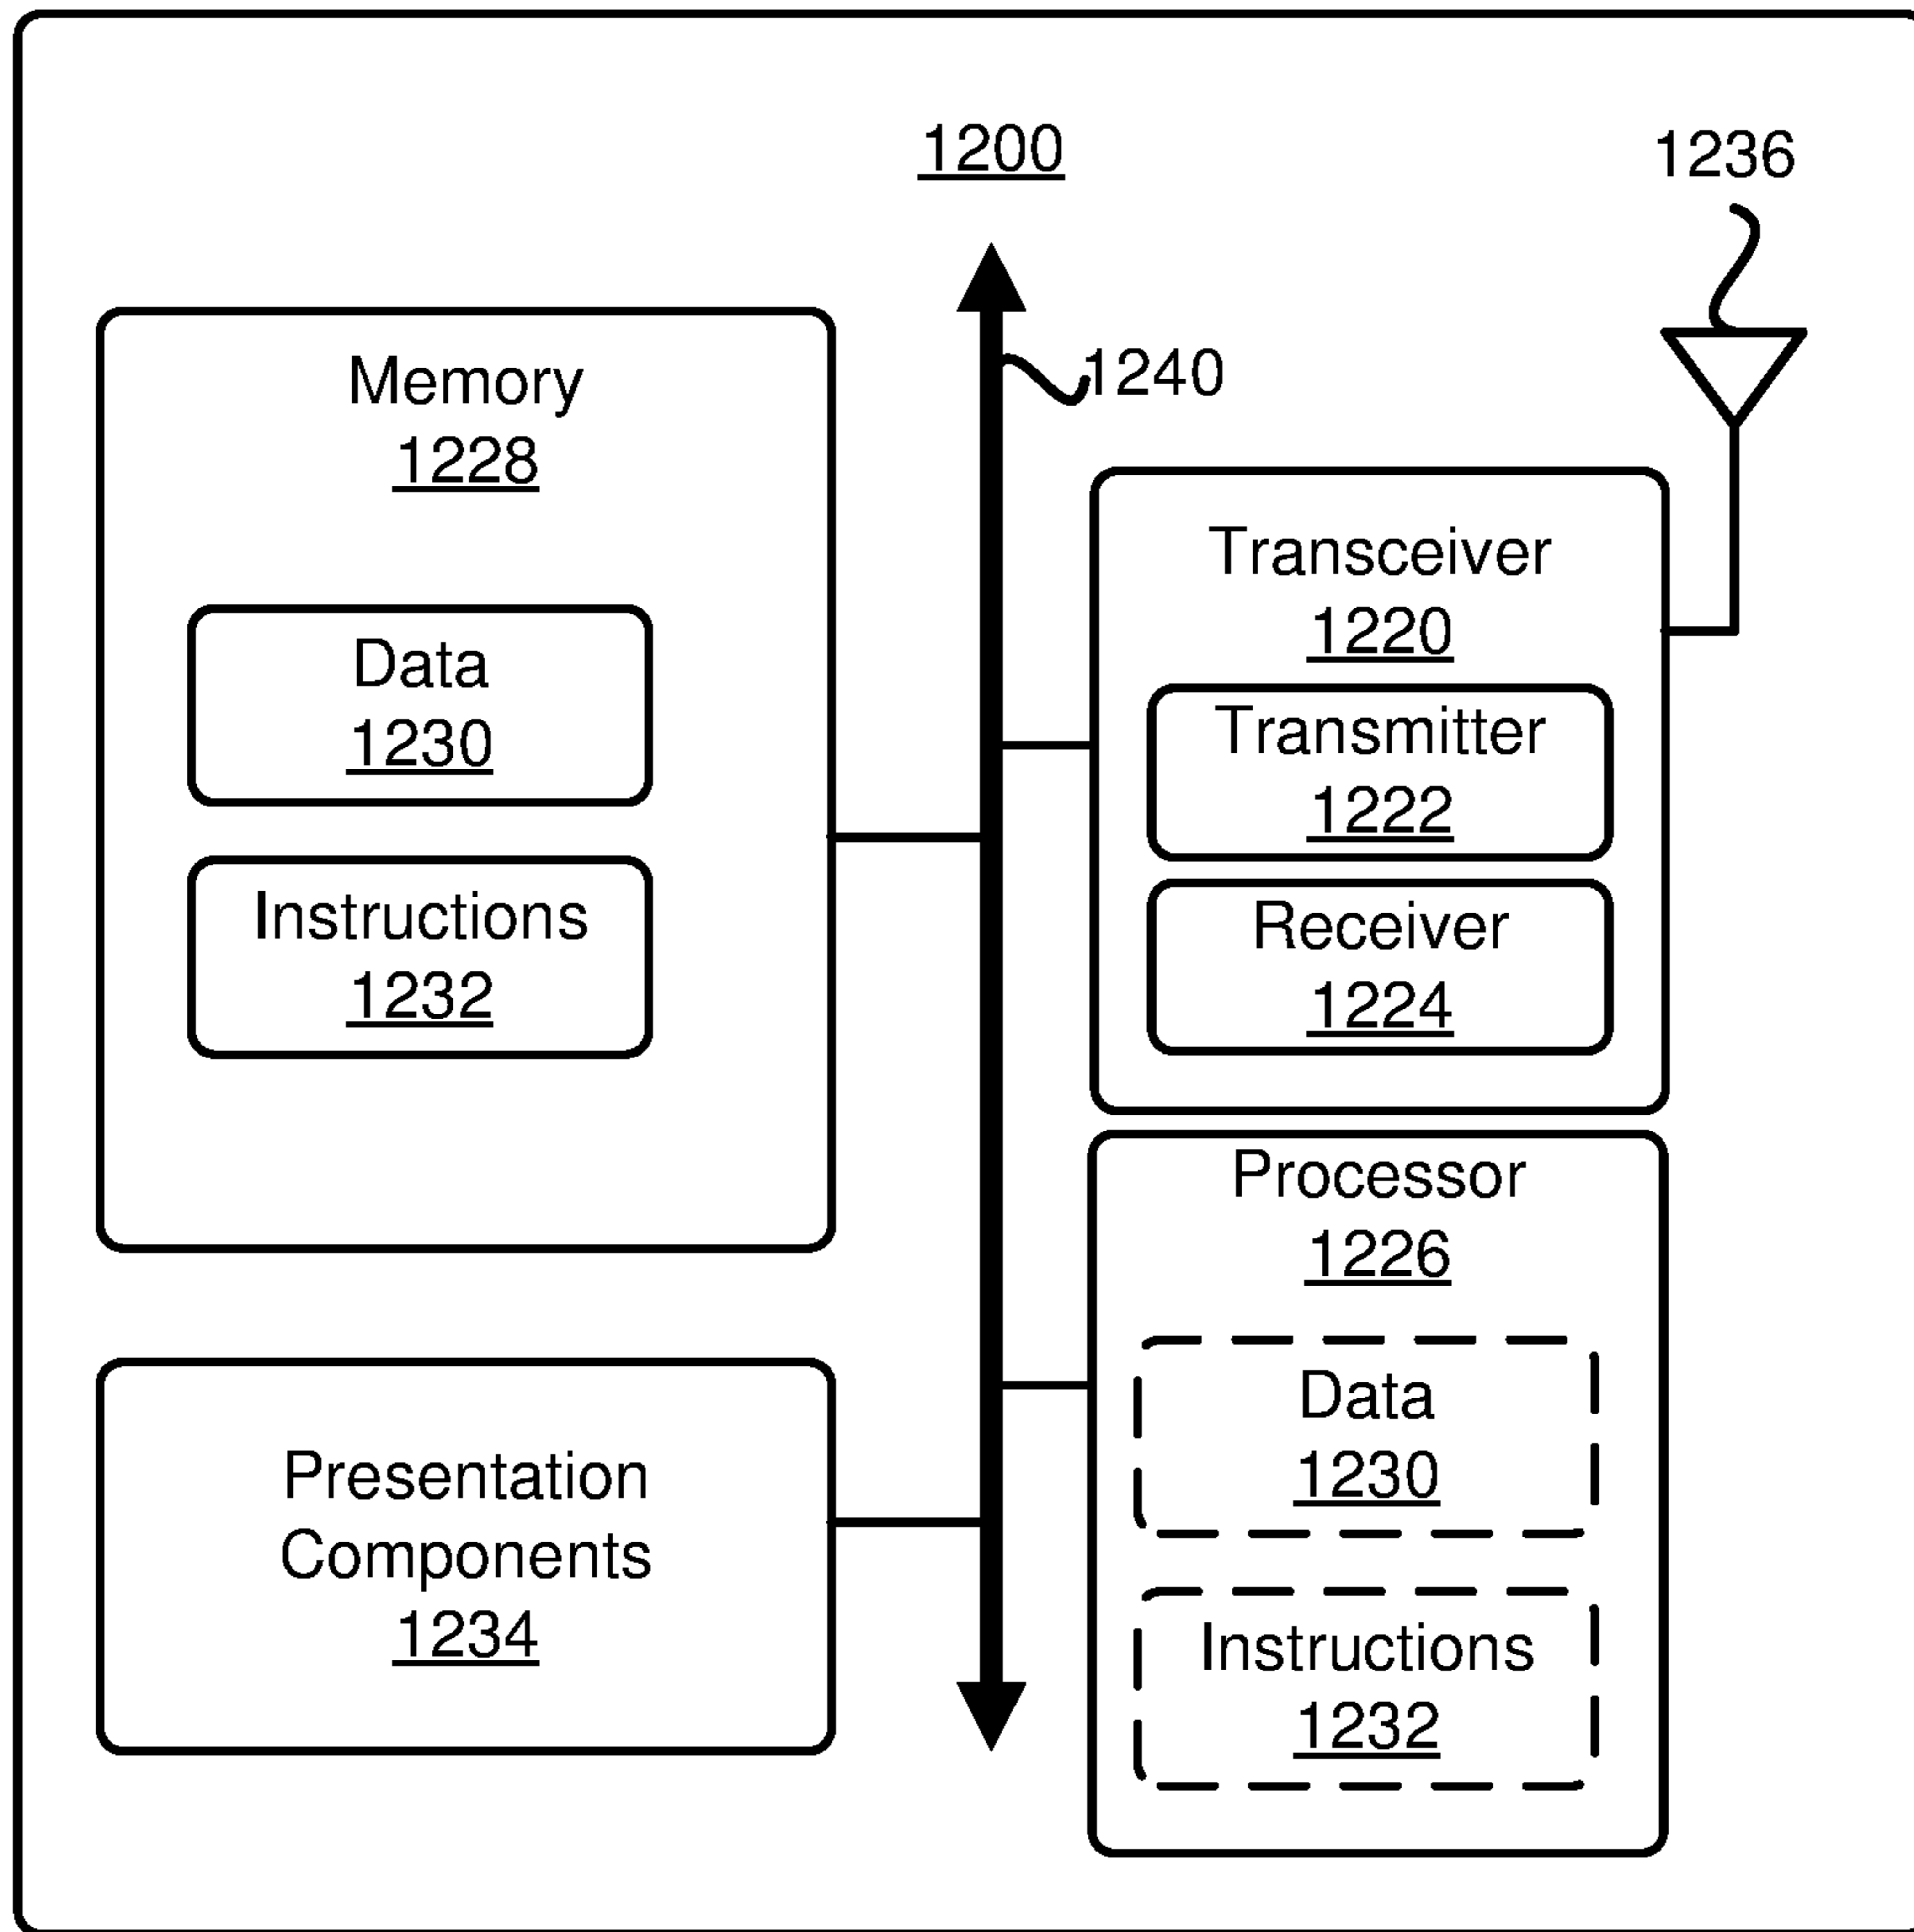 1200
1236
1240
Memory
1228
Data
1230
Instructions
1232
Transceiver
1220
Transmitter
1222
Receiver
1224
Presentation
Components
1234
Processor
1226
Data
1230
Instructions
1232